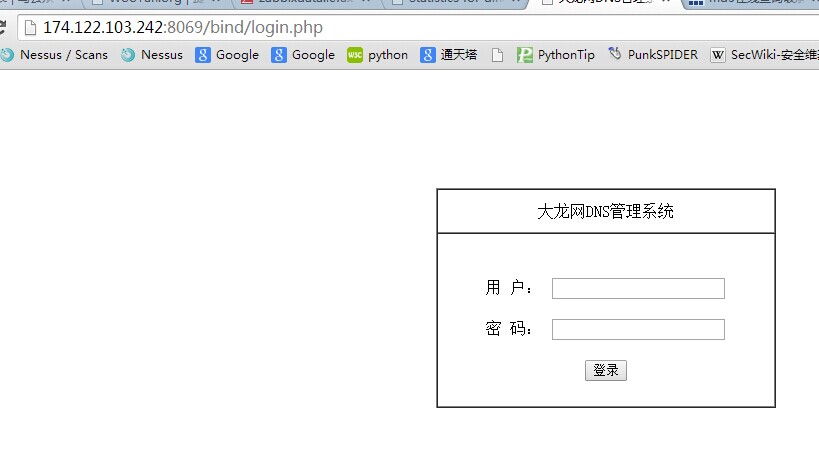 174.122.103.242:8069/bind/login.php
Nessus / Scans Nessus Google Google W3C python 通天塔 PythonTip PunkSPIDER W SecWiki-安全维
大龙网DNS管理系统
用 户：
密 码：
登录